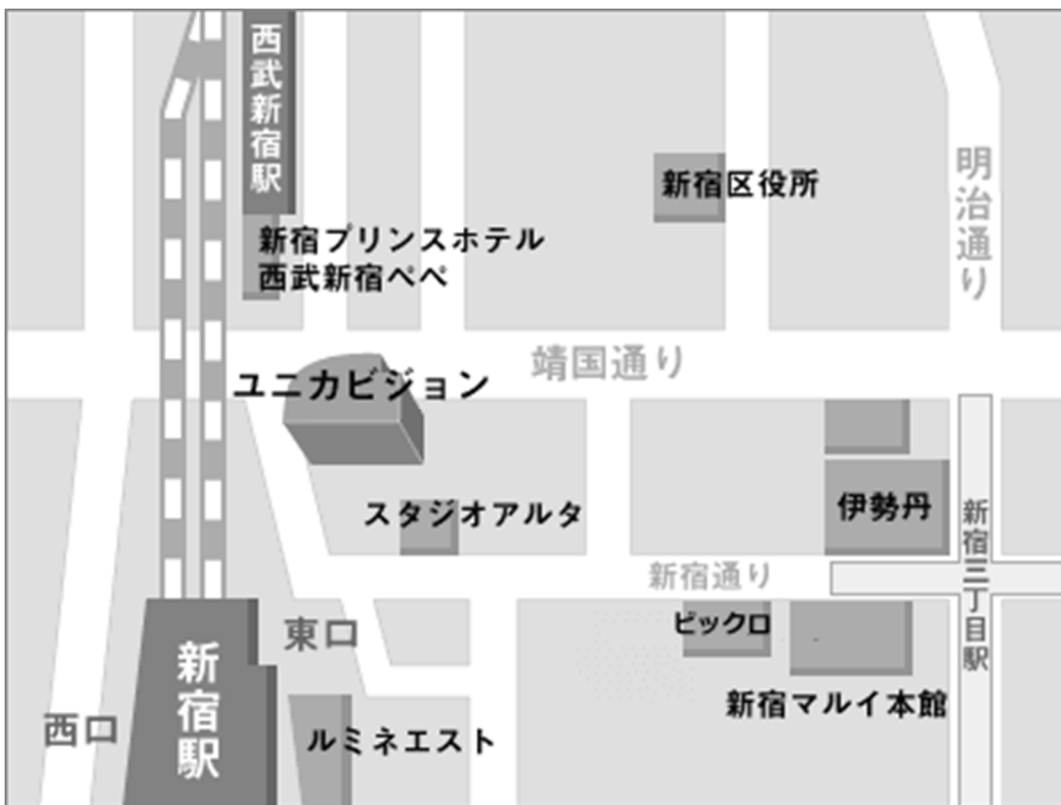 西武新宿駅
新宿区役所
明治通り
新宿プリンスホテル
西武新宿ペペ
靖国通り
ユニカビジョン
伊勢丹
スタジオアルタ
新宿三丁目駅
新宿通り
ビックロ
東口
新宿駅
新宿マルイ本館
西口
ルミネエスト